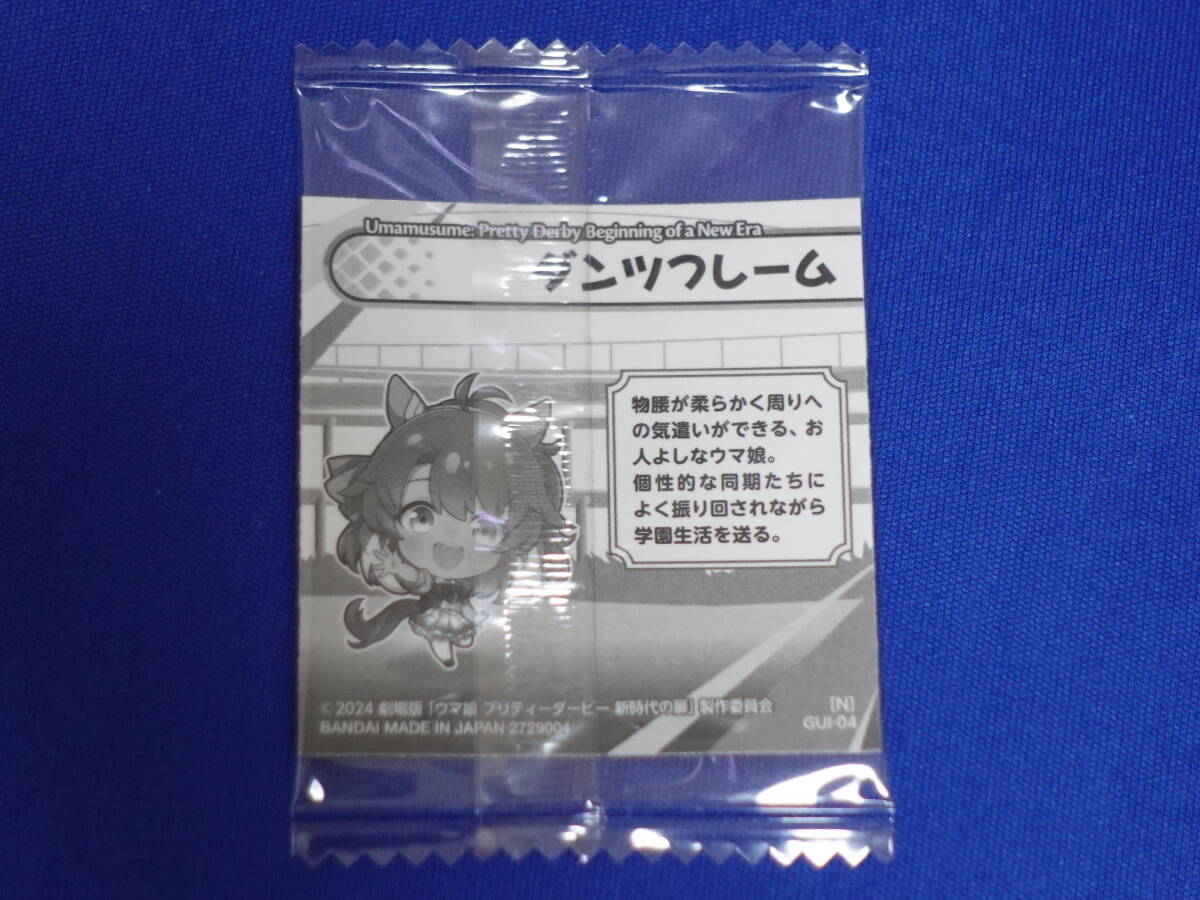 Umamusume: Pretty Derby Beginning of a New Era
ダンツフレーム
物腰が柔らかく周りへ
の気遣いができる、お
人よしなウマ娘。
個性的な同期たちに
よく振り回されながら
学園生活を送る。
© 2024 劇場版「ウマ娘 プリティーダービー 新時代の扉」製作委員会
BANDAI MADE IN JAPAN 2729004
[N]
GUI-04